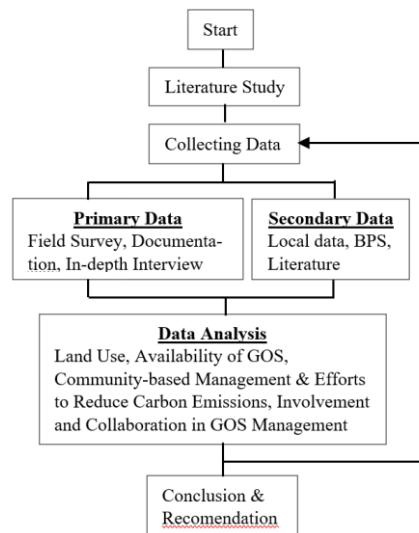 Start
Literature Study
Collecting Data
Primary Data
Field Survey, Documenta-
tion, In-depth Interview
Secondary Data
Local data, BPS,
Literature
Data Analysis
Land Use, Availability of GOS,
Community-based Management & Efforts
to Reduce Carbon Emissions, Involvement
and Collaboration in GOS Management
Conclusion &
Recomendation